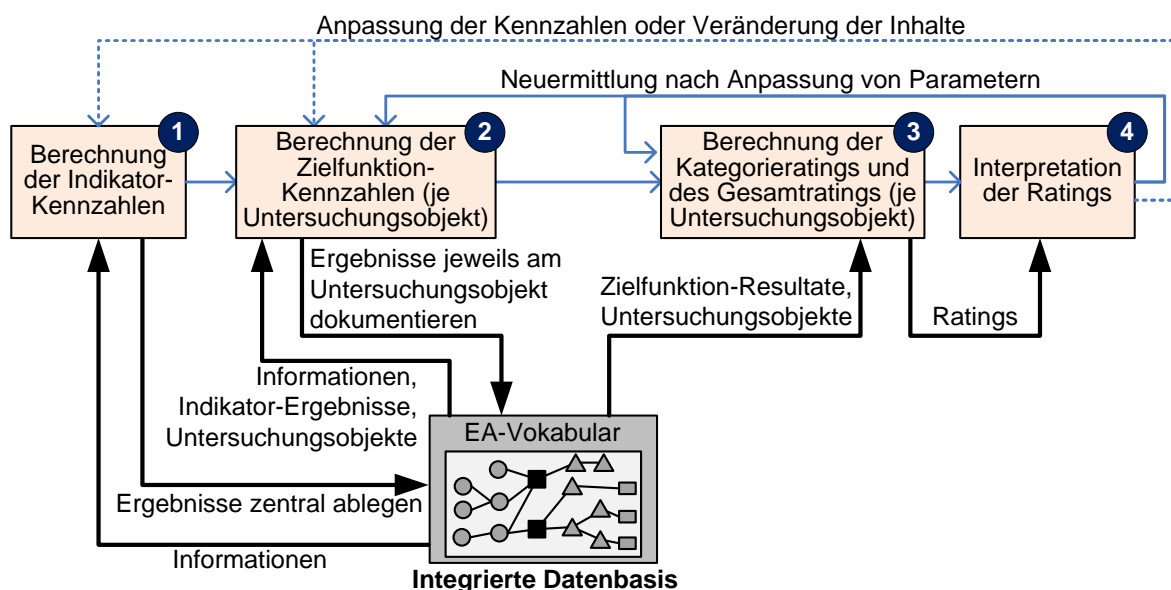 Anpassung der Kennzahlen oder Veränderung der Inhalte
Neuermittlung nach Anpassung von Parametern
1
Berechnung
der Indikator-
Kennzahlen
2
Berechnung der
Zielfunktion-
Kennzahlen (je
Untersuchungsobjekt)
3
Berechnung der
Kategorieratings und
des Gesamtratings (je
Untersuchungsobjekt)
4
Interpretation
der Ratings
Ergebnisse jeweils am
Untersuchungsobjekt
dokumentieren
Zielfunktion-Resultate,
Untersuchungsobjekte
Ratings
Informationen,
Indikator-Ergebnisse,
Untersuchungsobjekte
EA-Vokabular
Ergebnisse zentral ablegen
Informationen
Integrierte Datenbasis